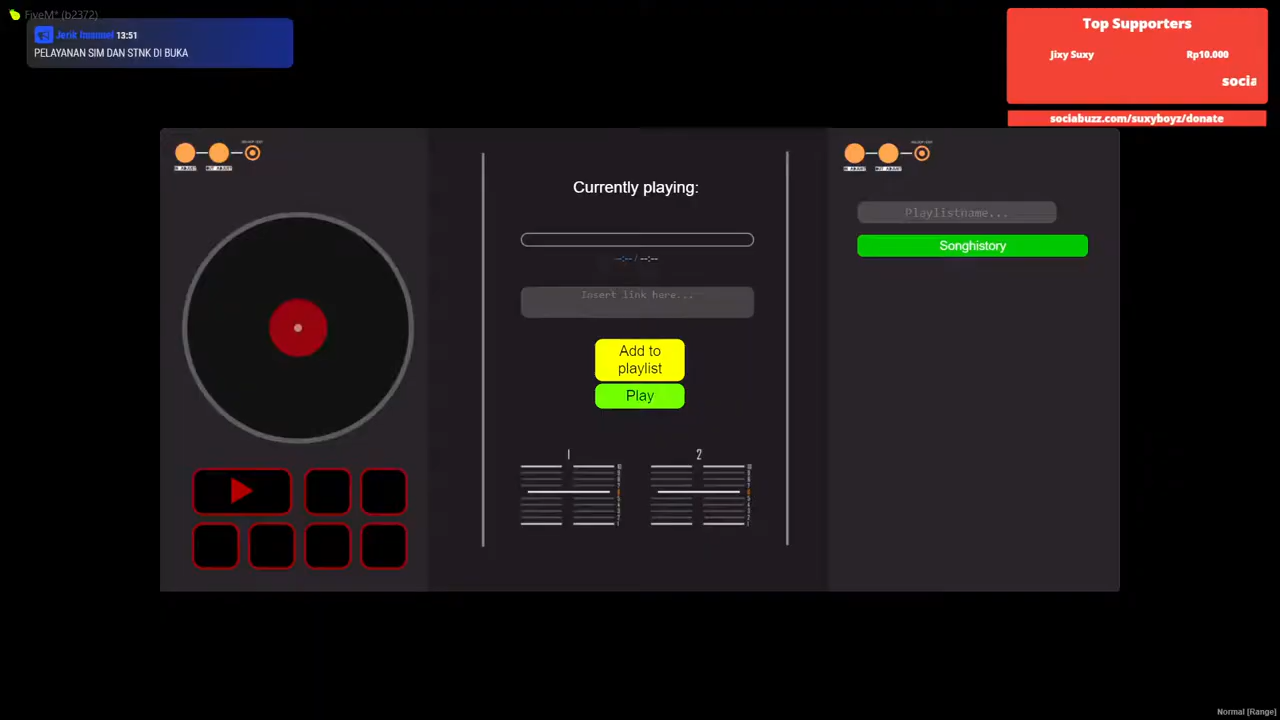 FiveM* (b2372)
Jerik Imannel 13:51
PELAYANAN SIM DAN STNK DI BUKA
Top Supporters
Jixy Suxy Rp10.000
socia
sociabuzz.com/suxyboyz/donate
Currently playing:
--:-- / --:--
Insert link here...
Add to
playlist
Play
1 2
Playlistname...
Songhistory
Normal [Range]